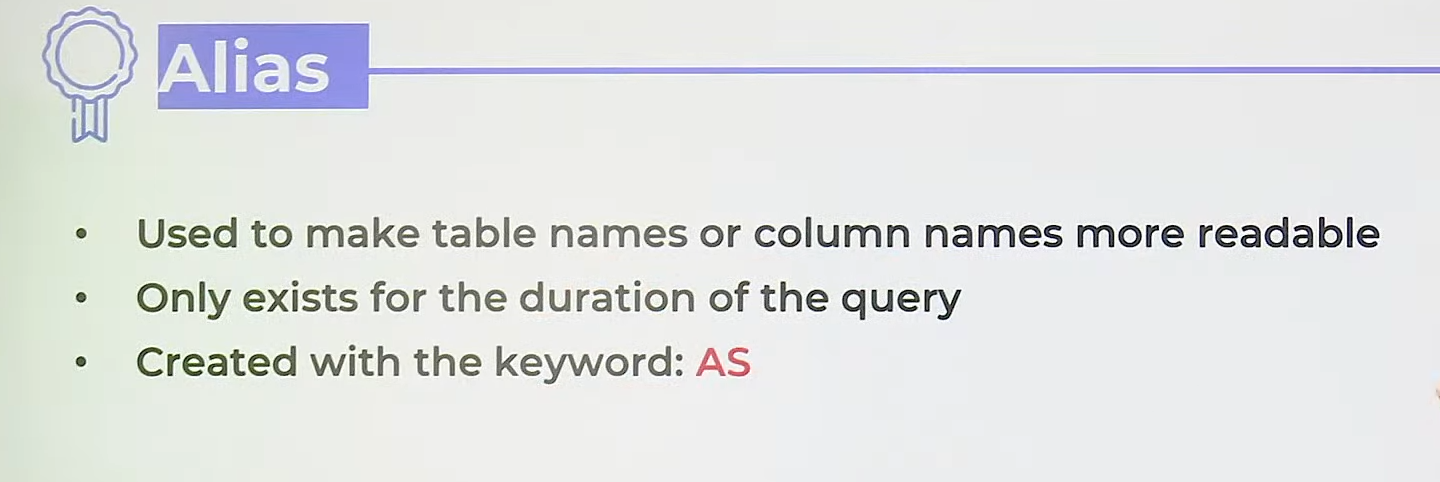 Alias
• Used to make table names or column names more readable
• Only exists for the duration of the query
• Created with the keyword: AS